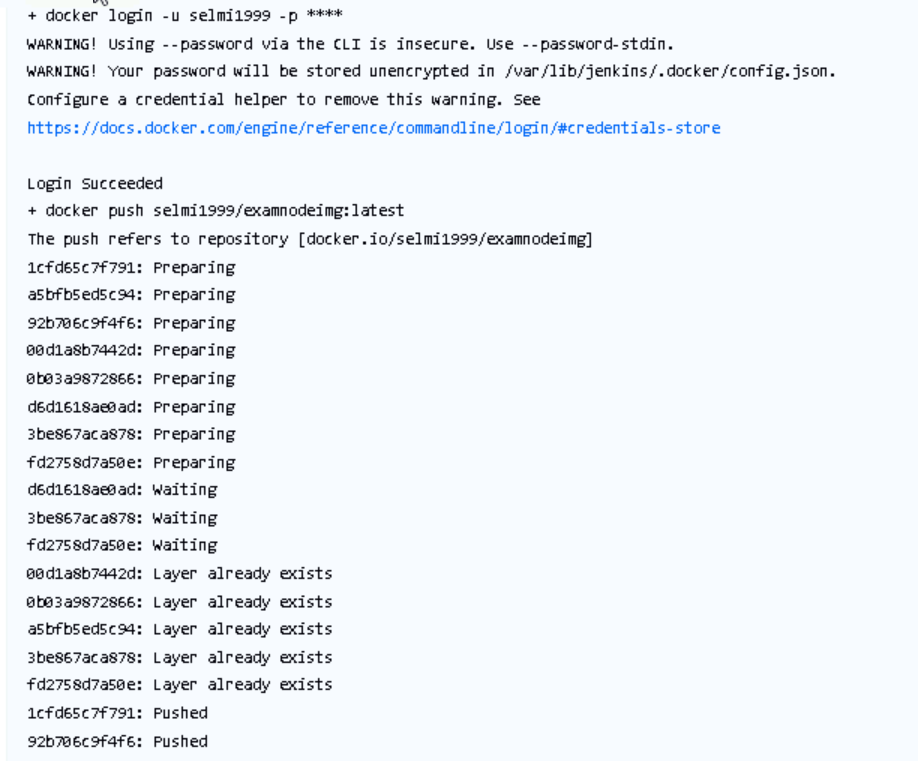 + docker login -u selmi1999 -p ****
WARNING! Using --password via the CLI is insecure. Use --password-stdin.
WARNING! Your password will be stored unencrypted in /var/lib/jenkins/.docker/config.json.
Configure a credential helper to remove this warning. See
https://docs.docker.com/engine/reference/commandline/login/#credentials-store
Login Succeeded
+ docker push selmi1999/examnodeimg:latest
The push refers to repository [docker.io/selmi1999/examnodeimg]
1cfd65c7f791: Preparing
a5bfb5ed5c94: Preparing
92b706c9f4f6: Preparing
00d1a8b7442d: Preparing
0b03a9872866: Preparing
d6d1618ae0ad: Preparing
3be867aca878: Preparing
fd2758d7a50e: Preparing
d6d1618ae0ad: Waiting
3be867aca878: Waiting
fd2758d7a50e: Waiting
00d1a8b7442d: Layer already exists
0b03a9872866: Layer already exists
a5bfb5ed5c94: Layer already exists
3be867aca878: Layer already exists
fd2758d7a50e: Layer already exists
1cfd65c7f791: Pushed
92b706c9f4f6: Pushed